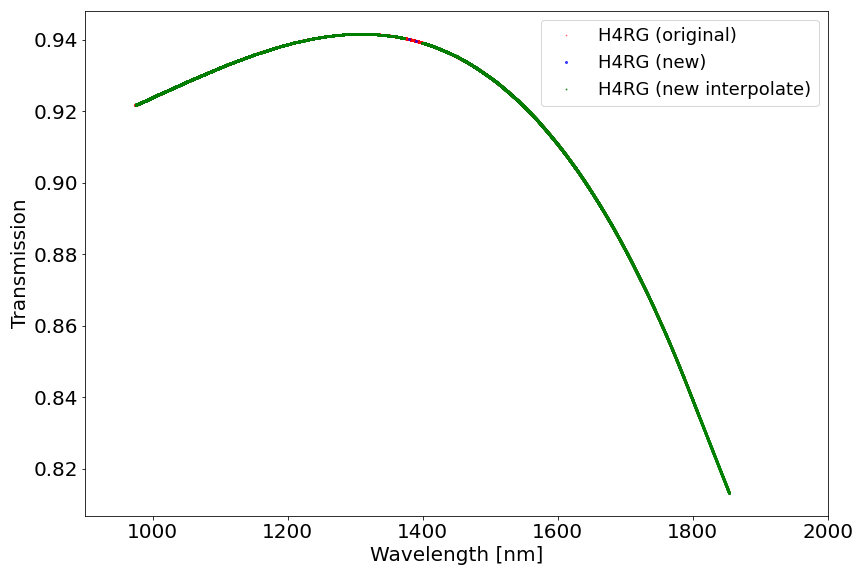 H4RG (original)
H4RG (new)
H4RG (new interpolate)
Transmission
0.94
0.92
0.90
0.88
0.86
0.84
0.82
1000 1200 1400 1600 1800 2000
Wavelength [nm]